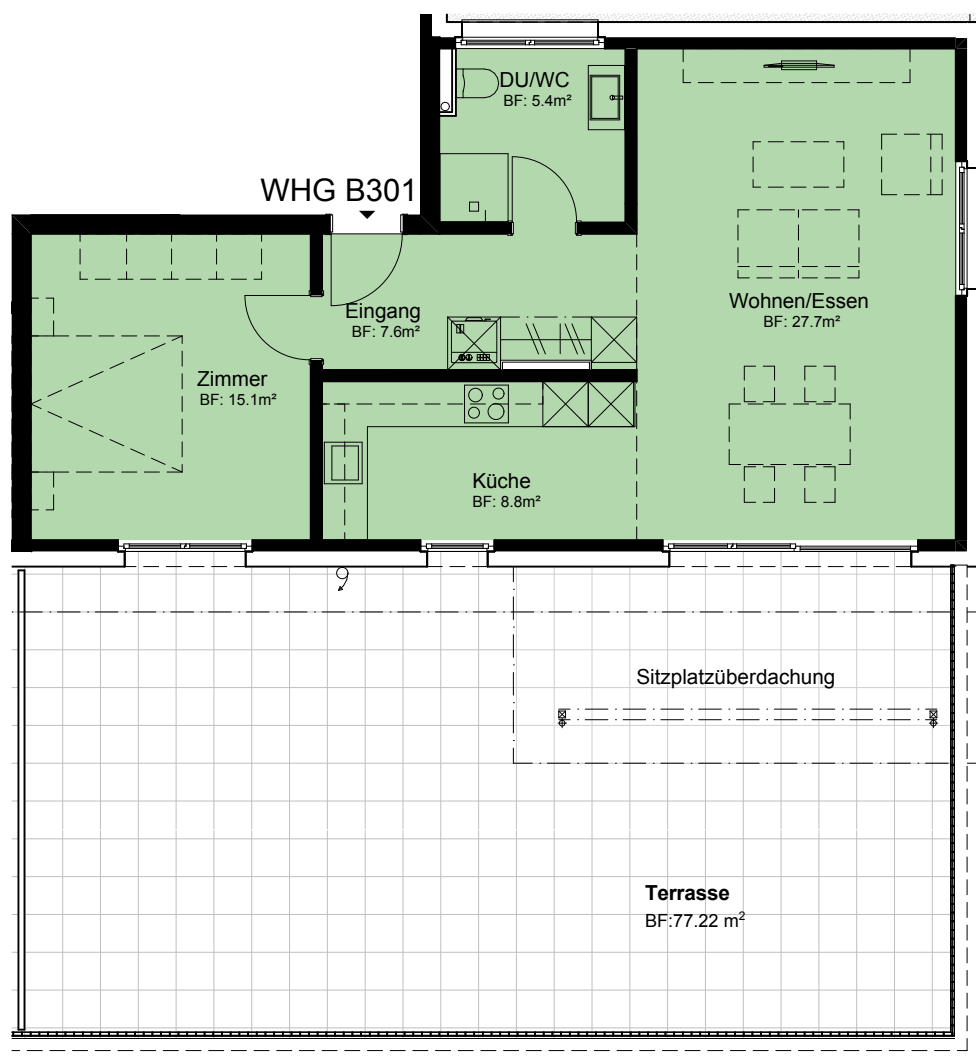 DU/WC
BF: 5.4m²
WHG B301
Eingang
BF: 7.6m²
Wohnen/Essen
BF: 27.7m²
Zimmer
BF: 15.1m²
Küche
BF: 8.8m²
Sitzplatzüberdachung
Terrasse
BF:77.22 m²